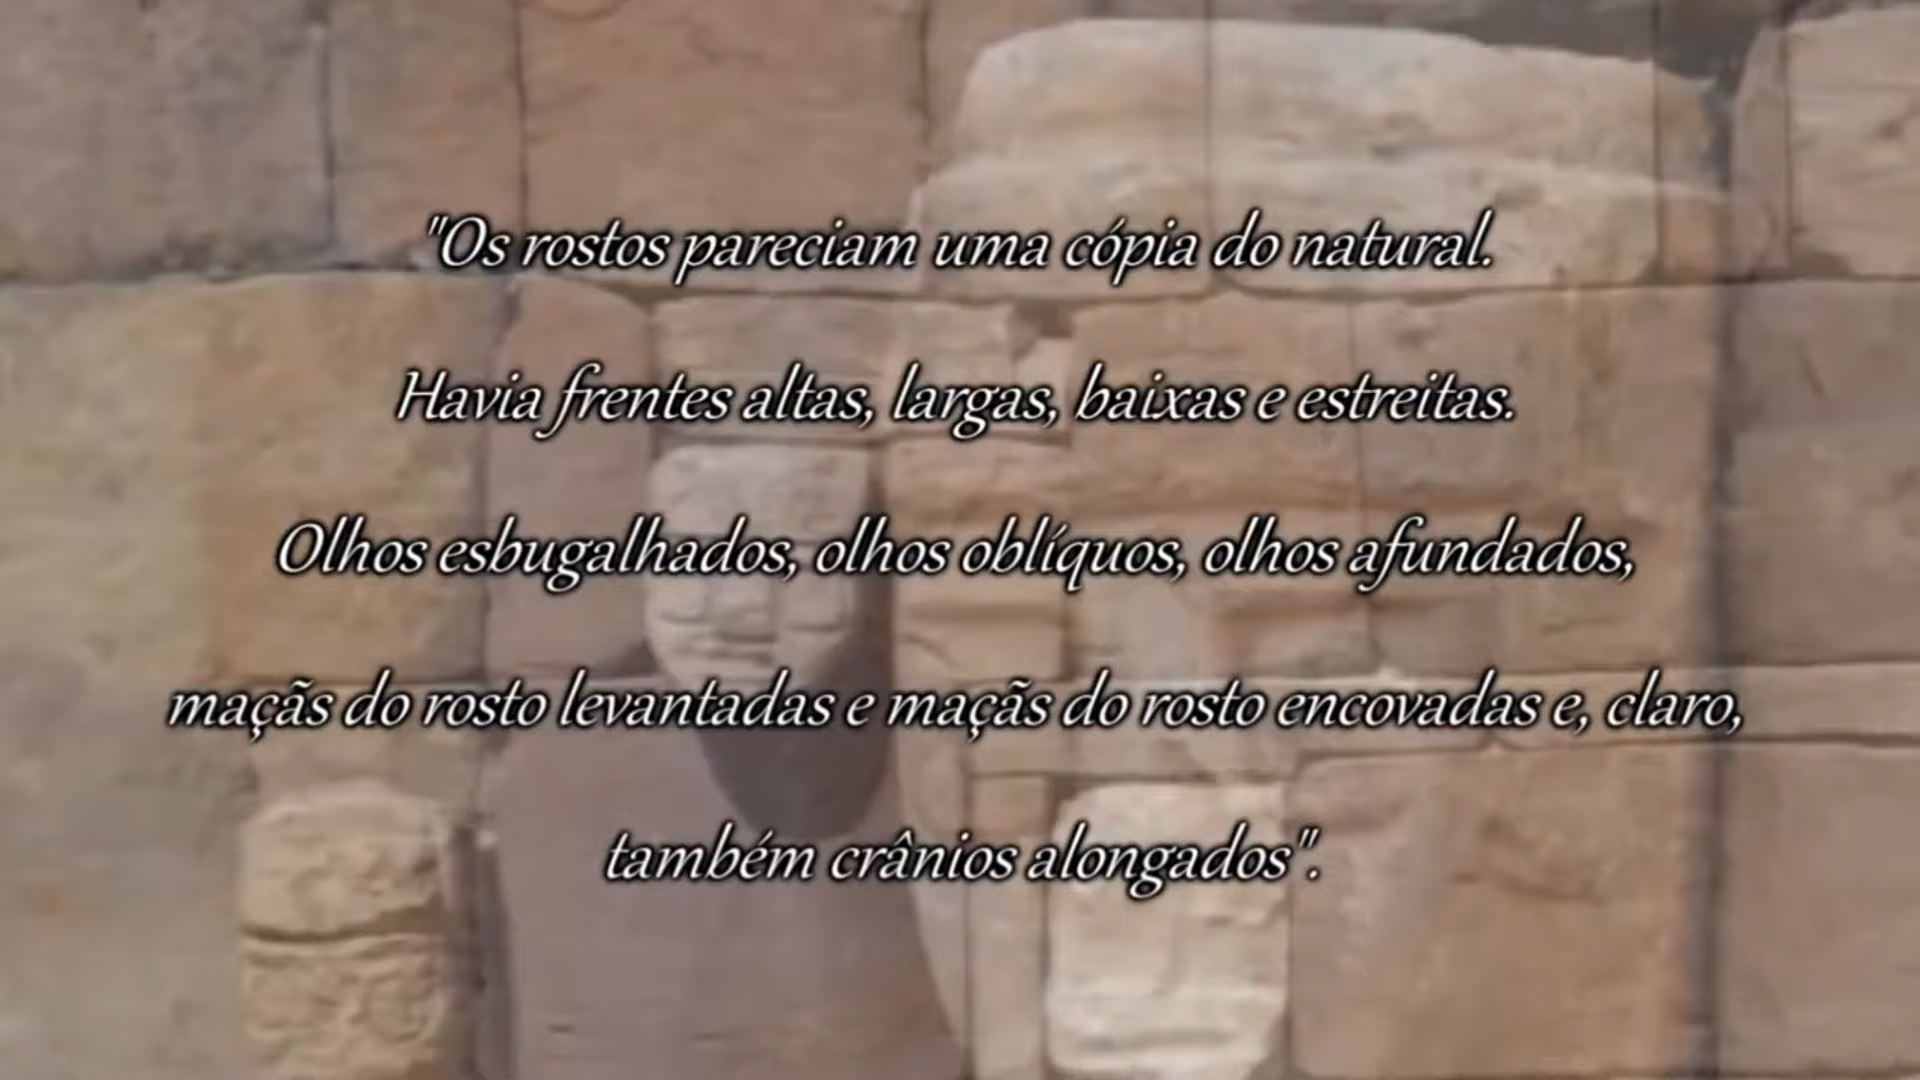 "Os rostos pareciam uma cópia do natural.
Havia frentes altas, largas, baixas e estreitas.
Olhos esbugalhados, olhos oblíquos, olhos afundados,
maçãs do rosto levantadas e maçãs do rosto encovadas e, claro,
também crânios alongados".